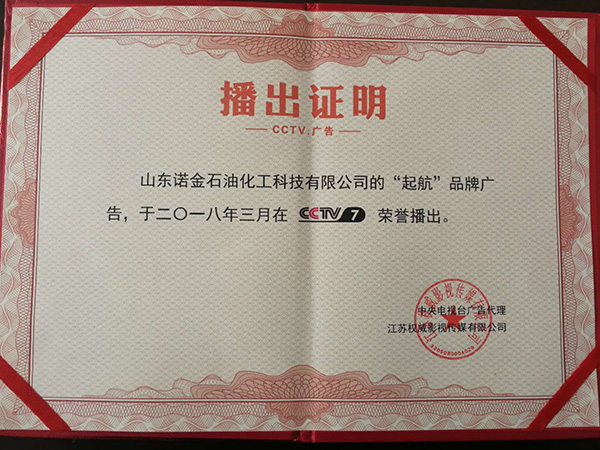 播出证明
CCTV.广告
山东诺金石油化工科技有限公司的“起航”品牌广
告，于二〇一八年三月在 CCTV 7 荣誉播出。
中央电视台广告代理
江苏权威影视传媒有限公司